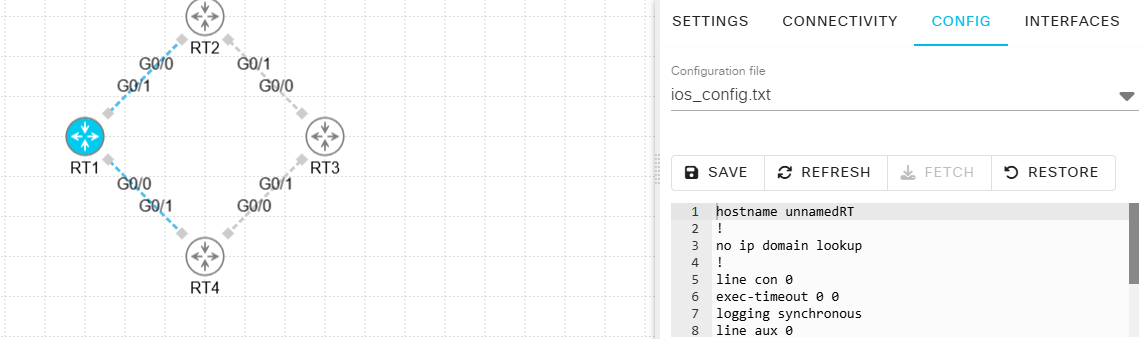 RT2
G0/0
G0/1
G0/1
G0/0
RT1
RT3
G0/0
G0/1
G0/1
G0/0
RT4
SETTINGS CONNECTIVITY CONFIG INTERFACES
Configuration file
ios_config.txt
SAVE REFRESH FETCH RESTORE
1 hostname unnamedRT
2 !
3 no ip domain lookup
4 !
5 line con 0
6 exec-timeout 0 0
7 logging synchronous
8 line aux 0